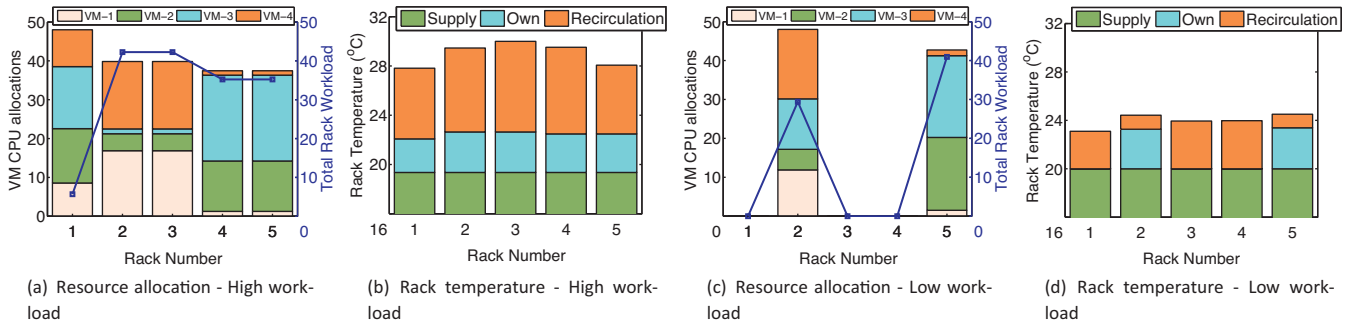 VM−1 VM−2 VM−3 VM−4
50
40
30
20
10
0
VM CPU allocations
50
40
30
20
10
0
Total Rack Workload
1 2 3 4 5
Rack Number
(a) Resource allocation - High work-
load
Supply Own Recirculation
32
28
24
20
16
Rack Temperature (°C)
1 2 3 4 5
Rack Number
(b) Rack temperature - High work-
load
VM−1 VM−2 VM−3 VM−4
50
40
30
20
10
0
VM CPU allocations
50
40
30
20
10
0
Total Rack Workload
1 2 3 4 5
Rack Number
(c) Resource allocation - Low work-
load
Supply Own Recirculation
32
28
24
20
16
Rack Temperature (°C)
1 2 3 4 5
Rack Number
(d) Rack temperature - Low work-
load